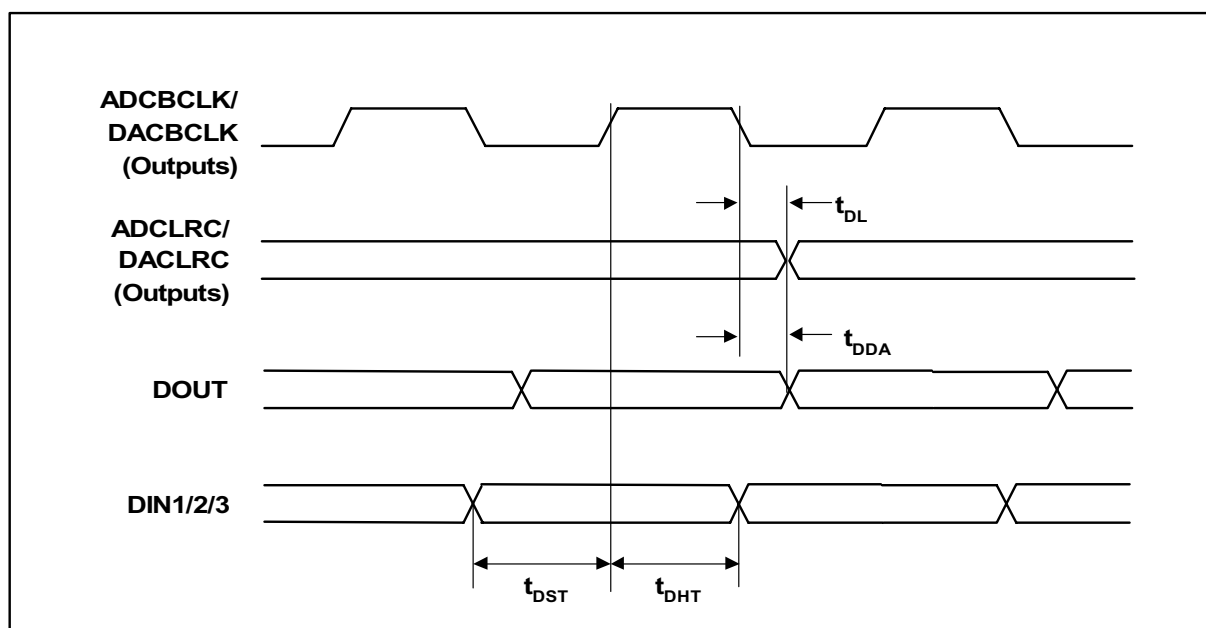 ADCBCLK/
DACBCLK
(Outputs)
t_DL
ADCLRC/
DACLRC
(Outputs)
t_DDA
DOUT
DIN1/2/3
t_DST
t_DHT